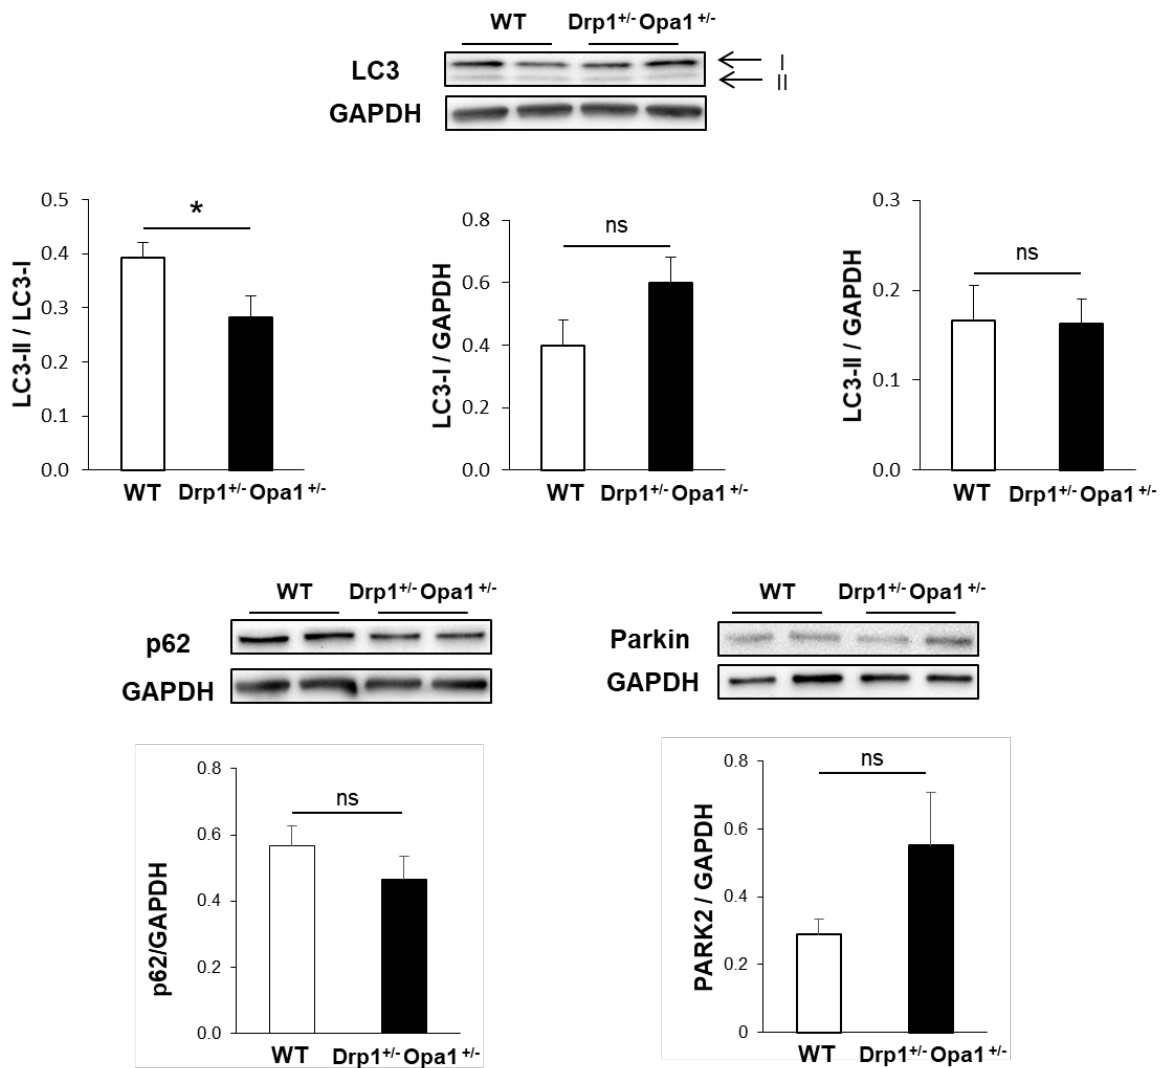 WT Drp1+/- Opa1 +/-
LC3
I
II
GAPDH
LC3-II / LC3-I
0.5
0.4
0.3
0.2
0.1
0.0
*
WT Drp1+/- Opa1 +/-
LC3-I / GAPDH
0.8
0.6
0.4
0.2
0.0
ns
WT Drp1+/- Opa1 +/-
LC3-II / GAPDH
0.3
0.2
0.1
0.0
ns
WT Drp1+/- Opa1 +/-
WT Drp1+/- Opa1 +/-
p62
GAPDH
p62/GAPDH
0.8
0.6
0.4
0.2
0.0
ns
WT Drp1+/- Opa1 +/-
WT Drp1+/- Opa1 +/-
Parkin
GAPDH
PARK2 / GAPDH
0.8
0.6
0.4
0.2
0
ns
WT Drp1+/- Opa1 +/-